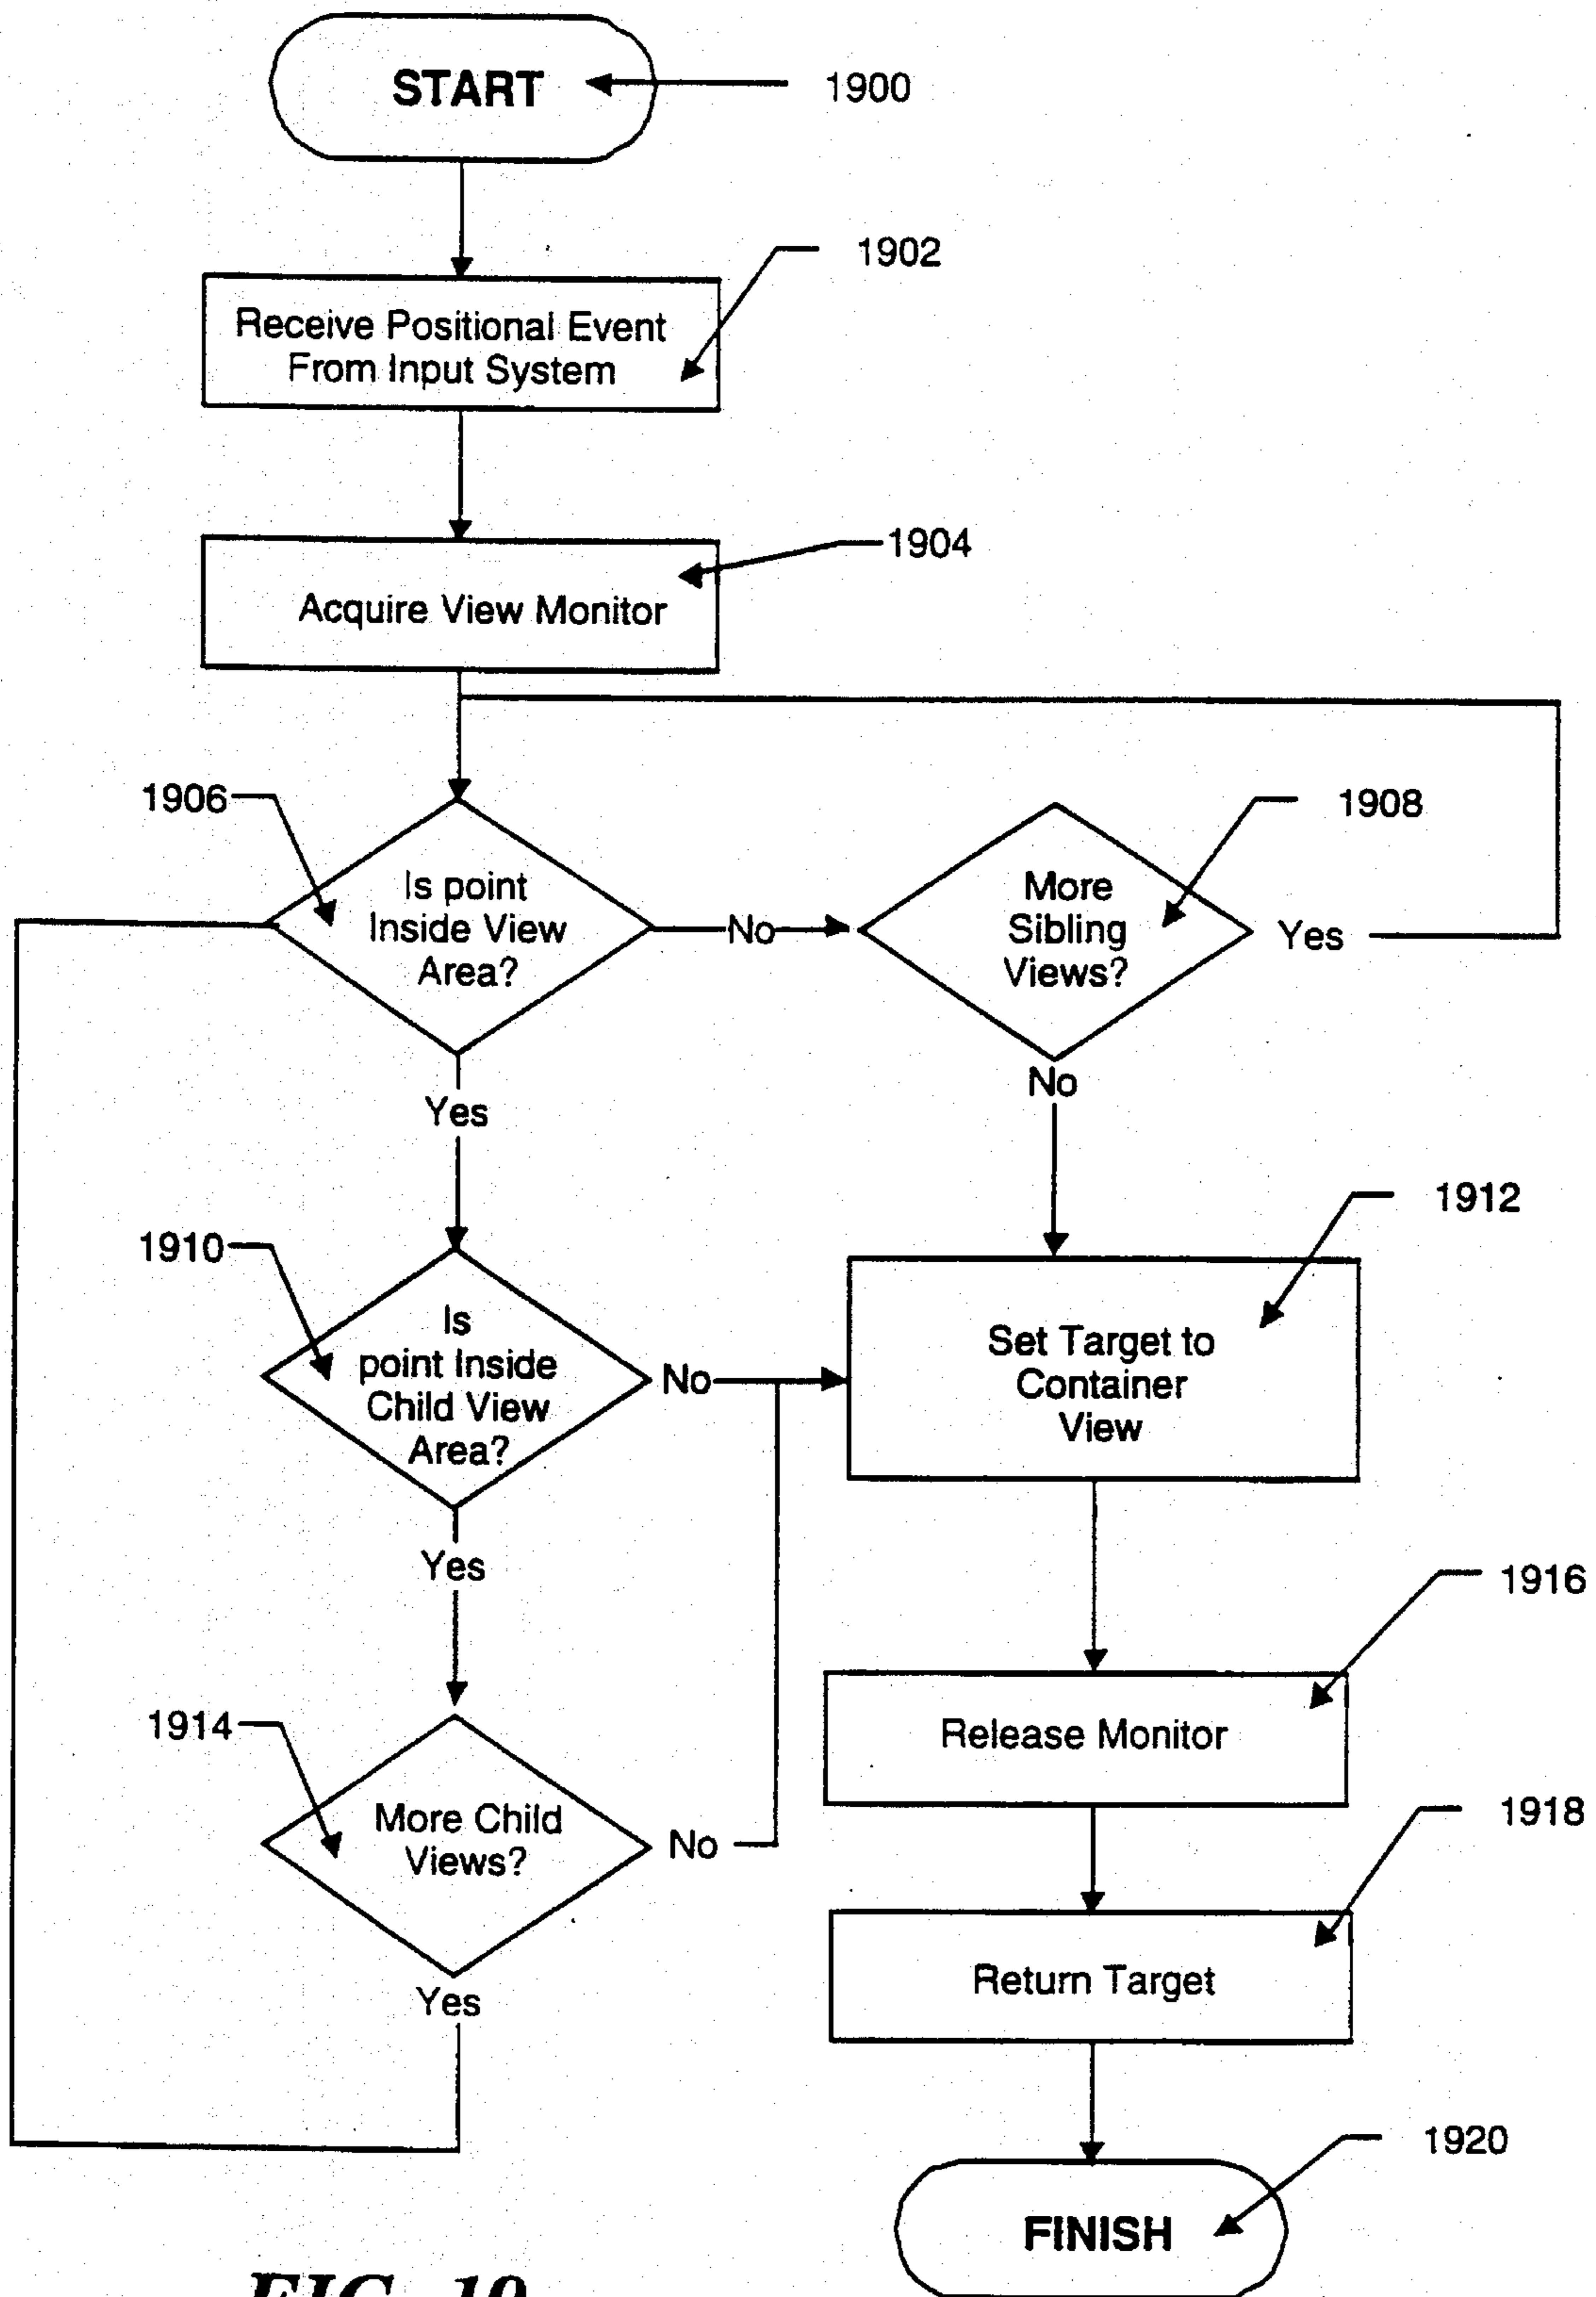 START
1900
1902
Receive Positional Event
From Input System
1904
Acquire View Monitor
1906
Is point
Inside View
Area?
No
1908
More
Sibling
Views?
Yes
Yes
No
1910
Is
point Inside
Child View
Area?
No
1912
Set Target to
Container
View
Yes
1916
Release Monitor
1914
More Child
Views?
No
1918
Return Target
Yes
1920
FINISH
FIG. 19